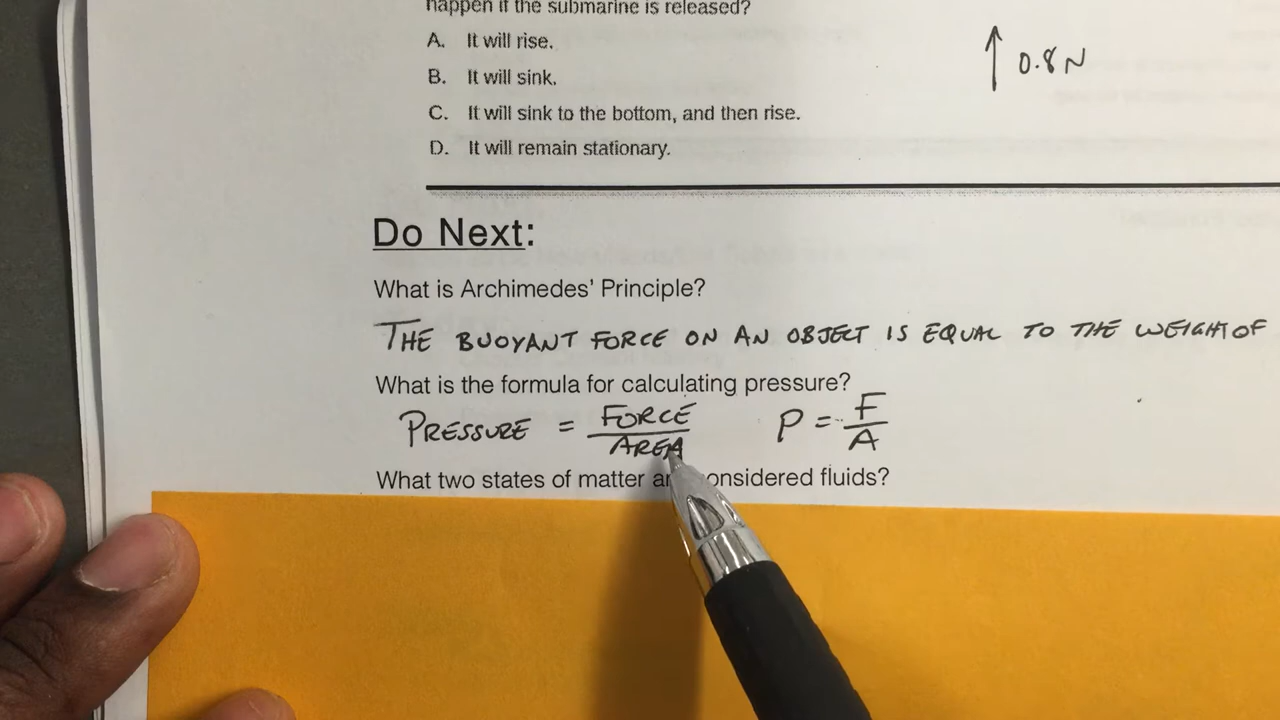 happen if the submarine is released?
A. It will rise.
↑ 0.8 N
B. It will sink.
C. It will sink to the bottom, and then rise.
D. It will remain stationary.
Do Next:
What is Archimedes' Principle?
THE BUOYANT FORCE ON AN OBJECT IS EQUAL TO THE WEIGHT OF
What is the formula for calculating pressure?
PRESSURE = FORCE / AREA P = F / A
What two states of matter considered fluids?